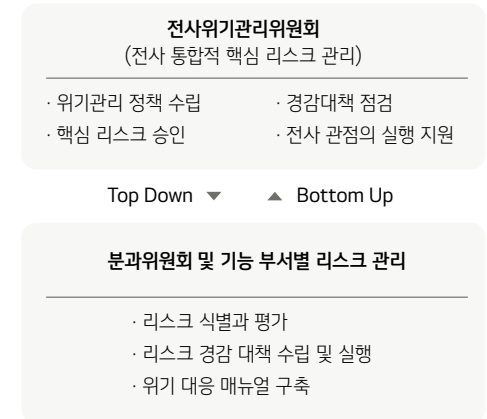 전사위기관리위원회
(전사 통합적 핵심 리스크 관리)
· 위기관리 정책 수립 · 경감대책 점검
· 핵심 리스크 승인 · 전사 관점의 실행 지원
Top Down ▼ ▲ Bottom Up
분과위원회 및 기능 부서별 리스크 관리
· 리스크 식별과 평가
· 리스크 경감 대책 수립 및 실행
· 위기 대응 매뉴얼 구축